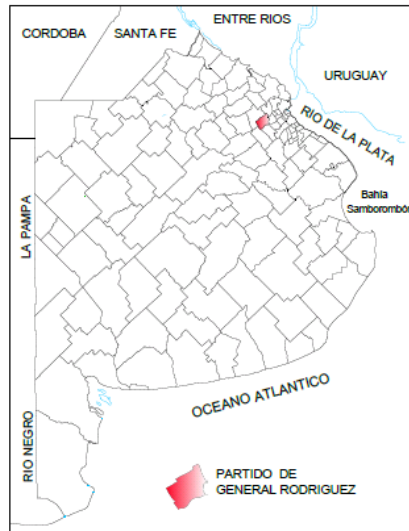 ENTRE RIOS
CORDOBA
SANTA FE
URUGUAY
RIO DE LA PLATA
Bahía
Samborombón
LA PAMPA
OCEANO ATLANTICO
RIO NEGRO
PARTIDO DE
GENERAL RODRIGUEZ